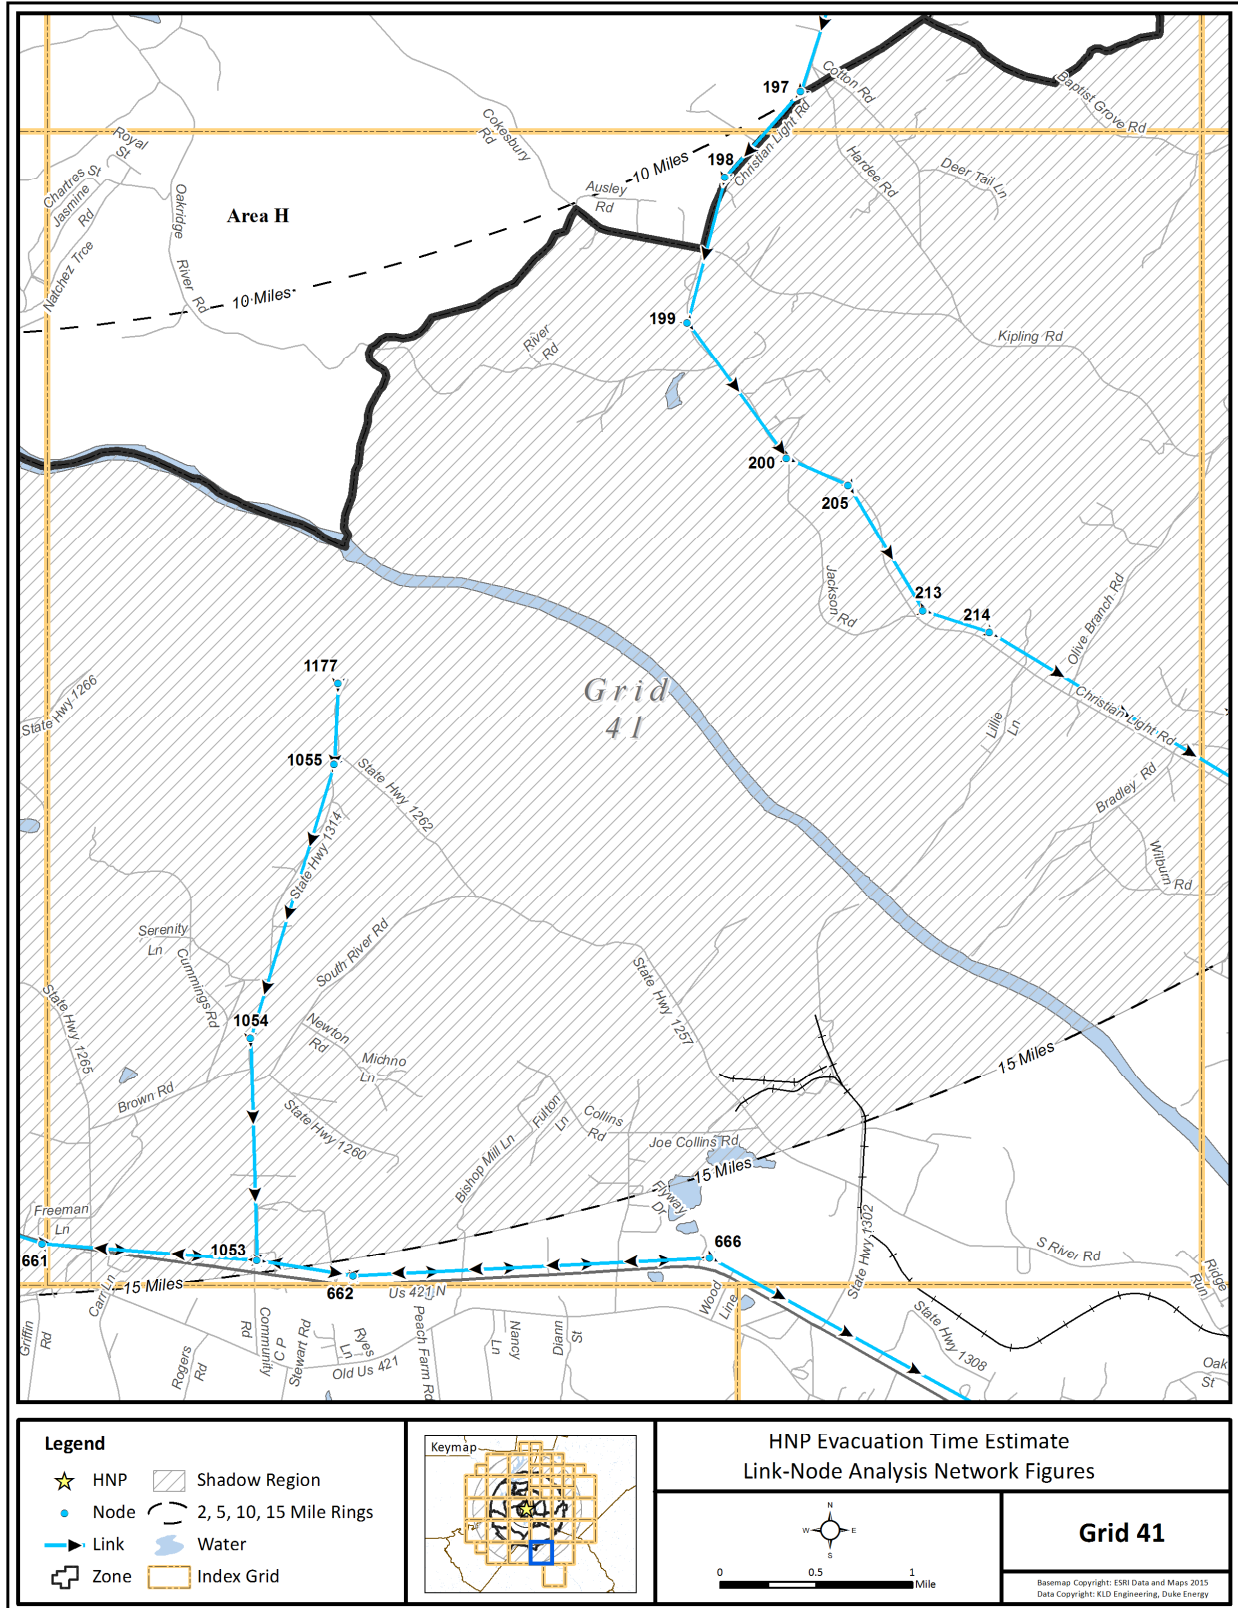 197
Cotton Rd
Baptist Grove Rd
Christian Light Rd
Cokesbury
Rd
Royal
St
10 Miles
198
Hardee Rd
Deer Tail Ln
Chartres St
Jasmine
Rd
Ausley
Rd
Oakridge
River Rd
Area H
Natchez Trce
10 Miles
199
River
Rd
Kipling Rd
200
205
Jackson Rd
213
214
Olive Branch Rd
1177
Grid
41
State Hwy 1266
Christian Light Rd
Lillie
Ln
1055
State Hwy 1262
Bradley Rd
State Hwy 1314
Wilburn
Rd
Serenity
Ln
Cummings Rd
South River Rd
State Hwy 1257
State Hwy 1265
1054
Newton
Rd
Michno
Ln
15 Miles
Brown Rd
State Hwy 1260
Fulton
Ln
Collins
Rd
Joe Collins Rd
Bishop Mill Ln
15 Miles
Flyway
Dr
Freeman
Ln
State Hwy 1302
S River Rd
661
1053
666
662
15 Miles
Carr Ln
Us 421 N
Wood
Line
Ridge
Run
Griffin
Rd
Rogers
Rd
Community
Rd
C P
Stewart Rd
Ryes
Ln
Old Us 421
Peach Farm Rd
Nancy
Ln
Diann
St
State Hwy 1308
Oak
St
Legend
HNP
Shadow Region
Node
2, 5, 10, 15 Mile Rings
Link
Water
Zone
Index Grid
Keymap
HNP Evacuation Time Estimate
Link-Node Analysis Network Figures
N
W
E
S
0
0.5
1
Mile
Grid 41
Basemap Copyright: ESRI Data and Maps 2015
Data Copyright: KLD Engineering, Duke Energy